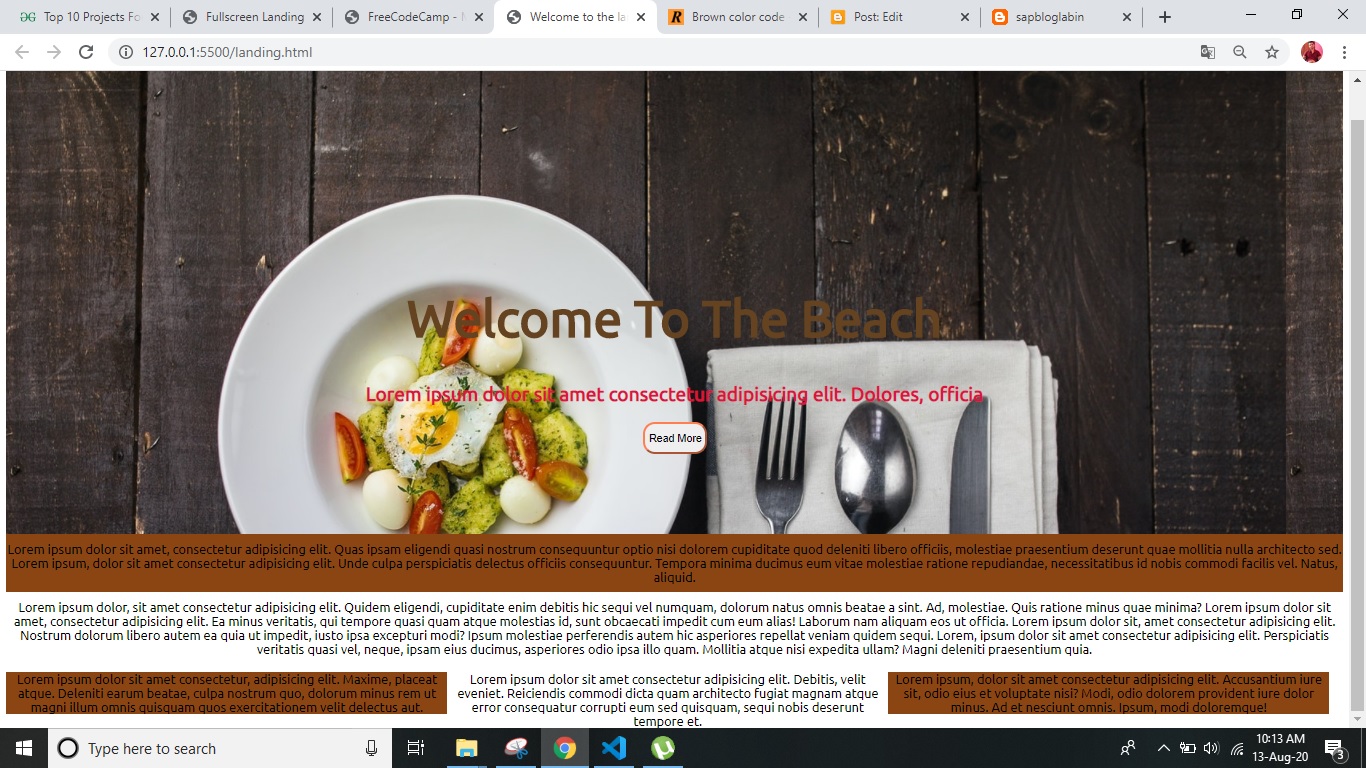 Top 10 Projects Fo
Fullscreen Landing
FreeCodeCamp - M
Welcome to the la
Brown color code
Post: Edit
sapbloglabin
127.0.0.1:5500/landing.html
Welcome To The Beach
Lorem ipsum dolor sit amet consectetur adipisicing elit. Dolores, officia
Read More
Lorem ipsum dolor sit amet, consectetur adipisicing elit. Quas ipsam eligendi quasi nostrum consequuntur optio nisi dolorem cupiditate quod deleniti libero officiis, molestiae praesentium deserunt quae mollitia nulla architecto sed.
Lorem ipsum, dolor sit amet consectetur adipisicing elit. Unde culpa perspiciatis delectus officiis consequuntur. Tempora minima ducimus eum vitae molestiae ratione repudiandae, necessitatibus id nobis commodi facilis vel. Natus,
aliquid.
Lorem ipsum dolor, sit amet consectetur adipisicing elit. Quidem eligendi, cupiditate enim debitis hic sequi vel numquam, dolorum natus omnis beatae a sint. Ad, molestiae. Quis ratione minus quae minima? Lorem ipsum dolor sit
amet, consectetur adipisicing elit. Ea minus veritatis, qui tempore quasi quam atque molestias id, sunt obcaecati impedit cum eum alias! Laborum nam aliquam eos ut officia. Lorem ipsum dolor sit, amet consectetur adipisicing elit.
Nostrum dolorum libero autem ea quia ut impedit, iusto ipsa excepturi modi? Ipsum molestiae perferendis autem hic asperiores repellat veniam quidem sequi. Lorem, ipsum dolor sit amet consectetur adipisicing elit. Perspiciatis
veritatis quasi vel, neque, ipsam eius ducimus, asperiores odio ipsa illo quam. Mollitia atque nisi expedita ullam? Magni deleniti praesentium quia.
Lorem ipsum dolor sit amet consectetur, adipisicing elit. Maxime, placeat
atque. Deleniti earum beatae, culpa nostrum quo, dolorum minus rem ut
magni illum omnis quisquam quos exercitationem velit delectus aut.
Lorem ipsum dolor sit amet consectetur adipisicing elit. Debitis, velit
eveniet. Reiciendis commodi dicta quam architecto fugiat magnam atque
error consequatur corrupti eum sed quisquam, sequi nobis deserunt
tempore et.
Lorem ipsum dolor sit amet consectetur adipisicing elit. Accusantium iure
sit, odio eius et voluptate nisi? Modi, odio dolorem provident iure dolor
minus. Ad et nesciunt omnis. Ipsum, modi doloremque!
Type here to search
10:13 AM
13-Aug-20
3